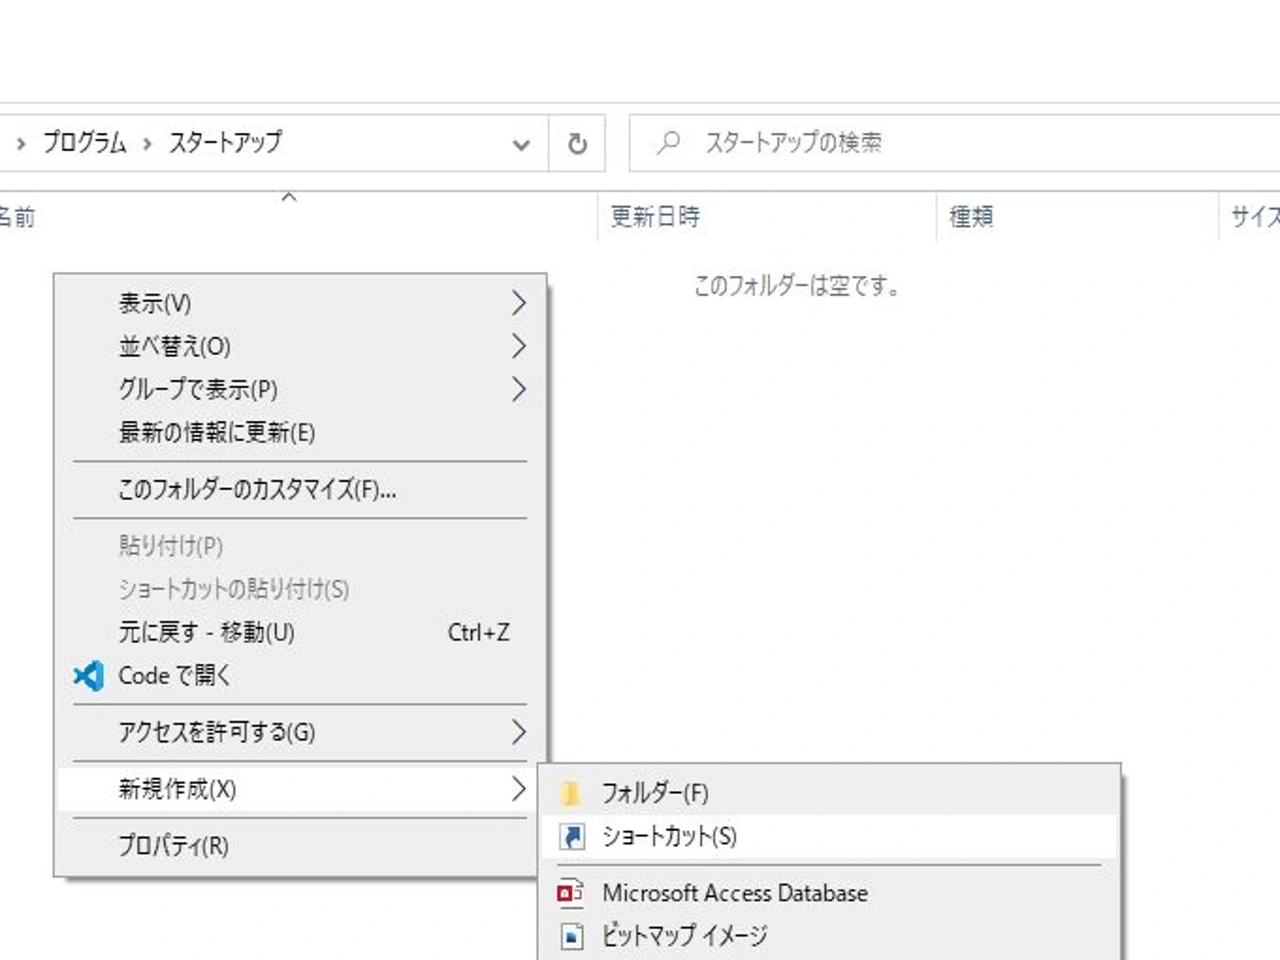 プログラム › スタートアップ
スタートアップの検索
名前
更新日時
種類
サイズ
このフォルダーは空です。
表示(V)
並べ替え(O)
グループで表示(P)
最新の情報に更新(E)
このフォルダーのカスタマイズ(F)...
貼り付け(P)
ショートカットの貼り付け(S)
元に戻す - 移動(U) Ctrl+Z
Code で開く
アクセスを許可する(G)
新規作成(X)
プロパティ(R)
フォルダー(F)
ショートカット(S)
Microsoft Access Database
ビットマップ イメージ